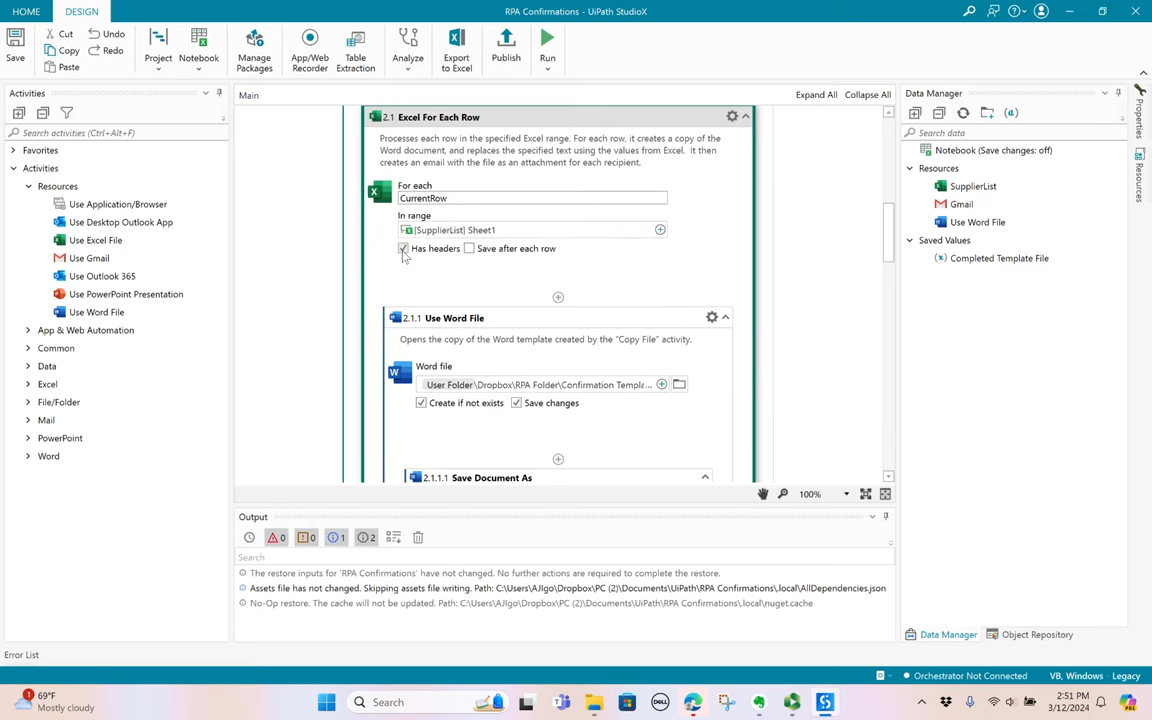 HOME
DESIGN
RPA Confirmations - UiPath StudioX
Save
Cut
Copy
Paste
Undo
Redo
Project
Notebook
Manage Packages
App/Web Recorder
Table Extraction
Analyze
Export to Excel
Publish
Run
Activities
Search activities (Ctrl+Alt+F)
Favorites
Activities
Resources
Use Application/Browser
Use Desktop Outlook App
Use Excel File
Use Gmail
Use Outlook 365
Use PowerPoint Presentation
Use Word File
App & Web Automation
Common
Data
Excel
File/Folder
Mail
PowerPoint
Word
Main
Expand All Collapse All
2.1 Excel For Each Row
Processes each row in the specified Excel range. For each row, it creates a copy of the
Word document, and replaces the specified text using the values from Excel. It then
creates an email with the file as an attachment for each recipient.
For each
CurrentRow
In range
[SupplierList] Sheet1
Has headers Save after each row
2.1.1 Use Word File
Opens the copy of the Word template created by the "Copy File" activity.
Word file
User Folder\Dropbox\RPA Folder\Confirmation Templa...
Create if not exists Save changes
2.1.1.1 Save Document As
100%
Output
0 0 1 2
Search
The restore inputs for 'RPA Confirmations' have not changed. No further actions are required to complete the restore.
Assets file has not changed. Skipping assets file writing. Path: C:\Users\AJIgo\Dropbox\PC (2)\Documents\UiPath\RPA Confirmations\.local\AllDependencies.json
No-Op restore. The cache will not be updated. Path: C:\Users\AJIgo\Dropbox\PC (2)\Documents\UiPath\RPA Confirmations\.local\nuget.cache
Data Manager
Search data
Notebook (Save changes: off)
Resources
SupplierList
Gmail
Use Word File
Saved Values
Completed Template File
Data Manager
Object Repository
Properties
Resources
Error List
Orchestrator Not Connected
VB, Windows
Legacy
69°F
Mostly cloudy
Search
2:51 PM
3/12/2024